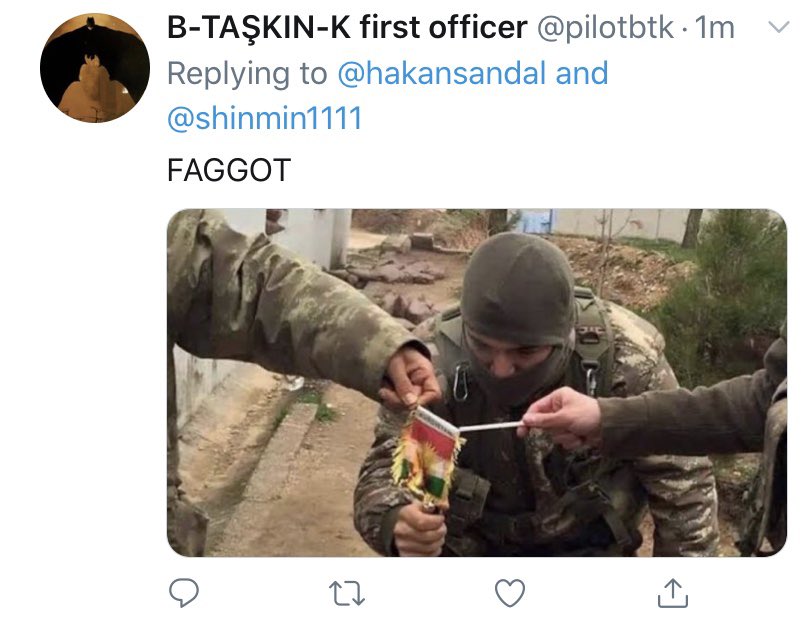 B-TAŞKIN-K first officer @pilotbtk · 1m
Replying to @hakansandal and
@shinmin1111
FAGGOT